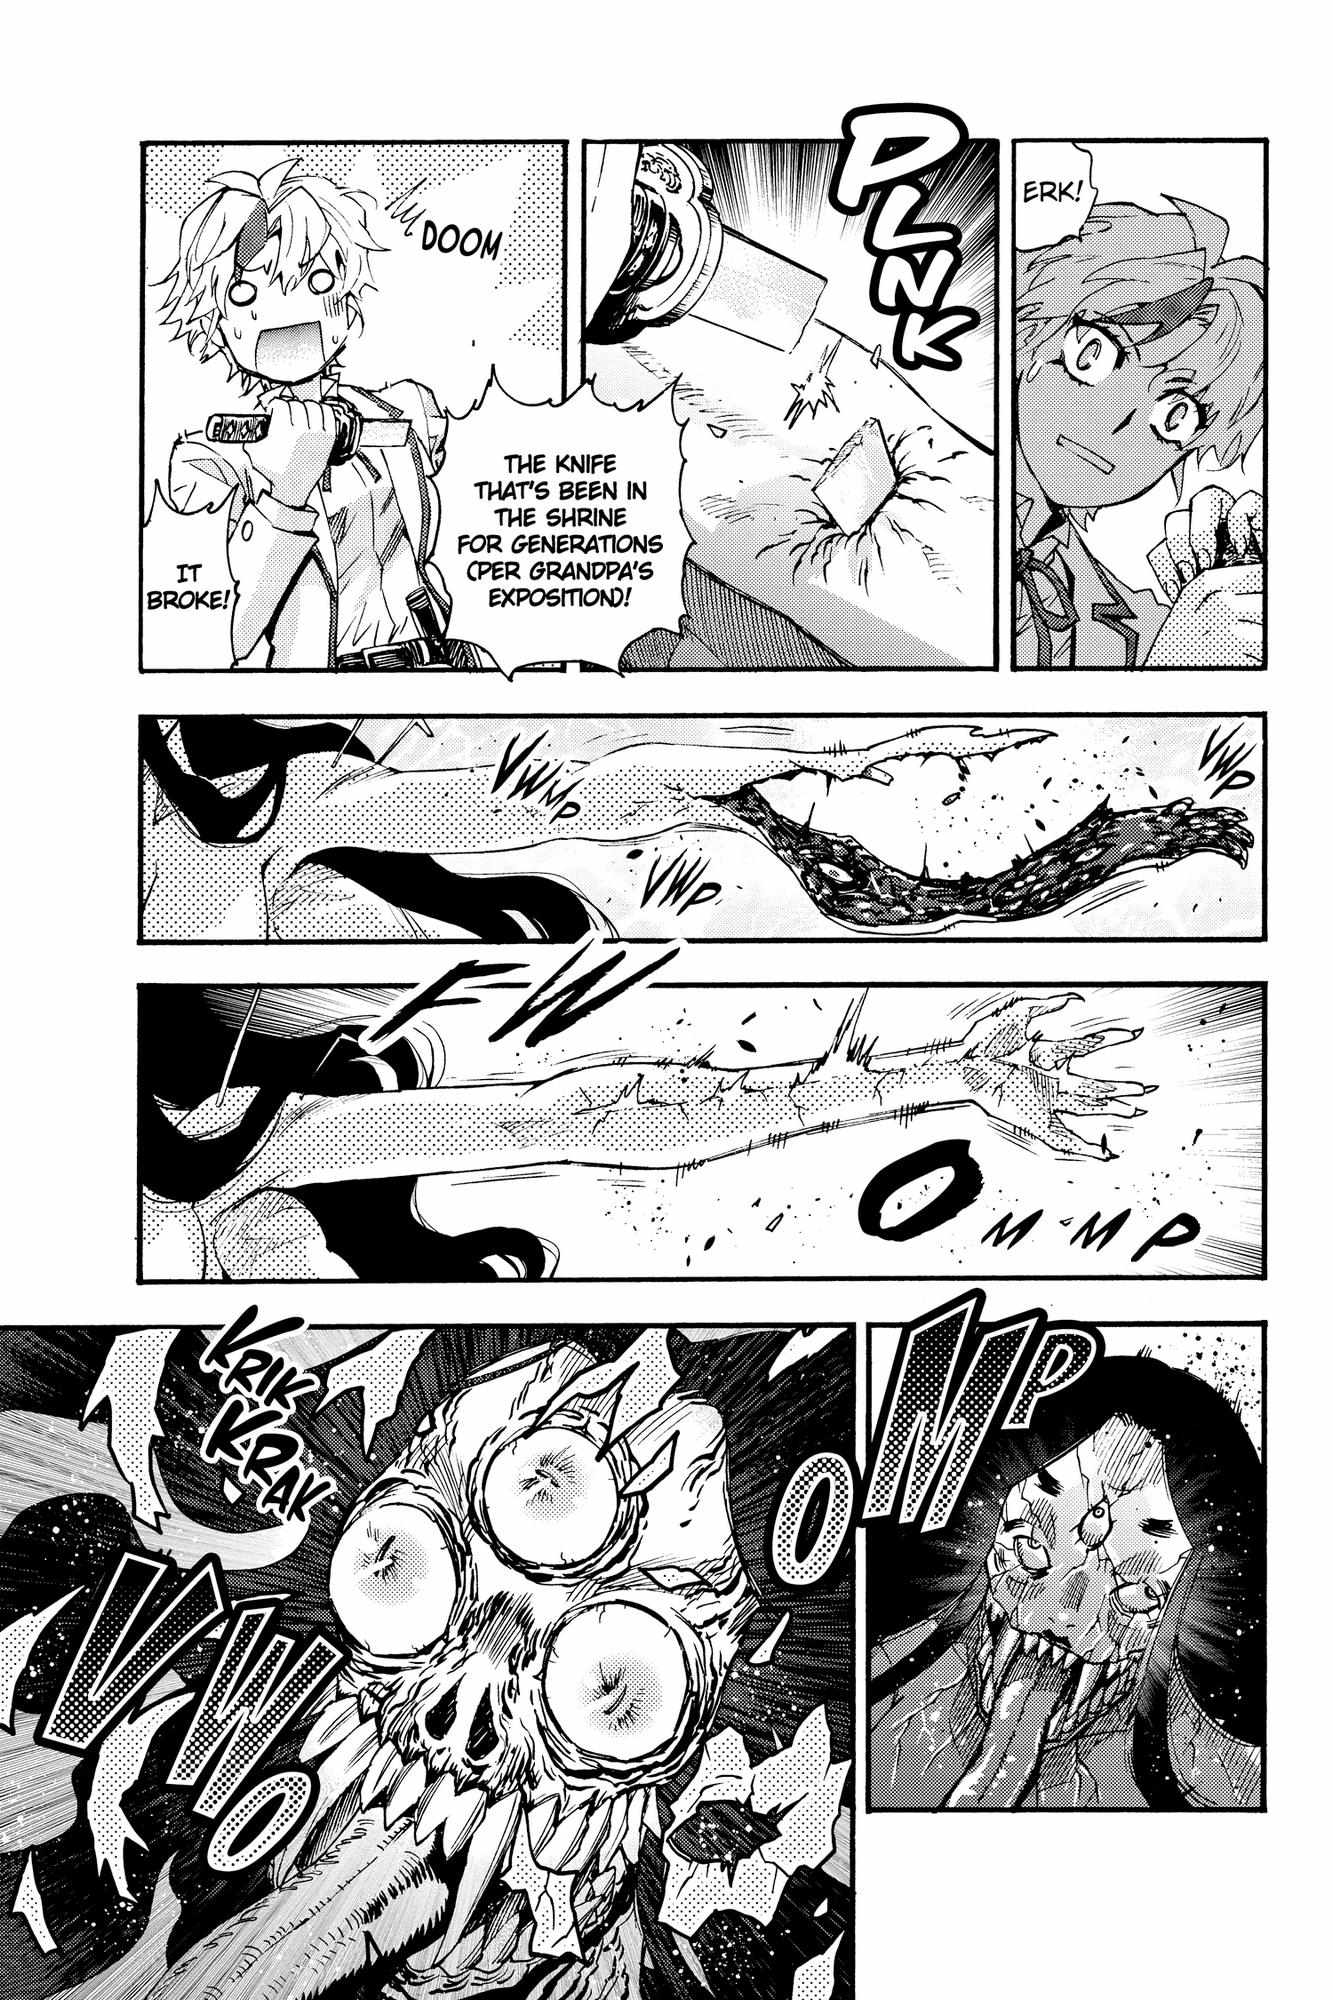 ERK!
PLNK
THE KNIFE
THAT'S BEEN IN
THE SHRINE
FOR GENERATIONS
(PER GRANDPA'S
EXPOSITION)!
DOOM
IT
BROKE!
VWP
VWMP
VWP
FW
OMMP
OMP
KRIK
KRAK
VWO